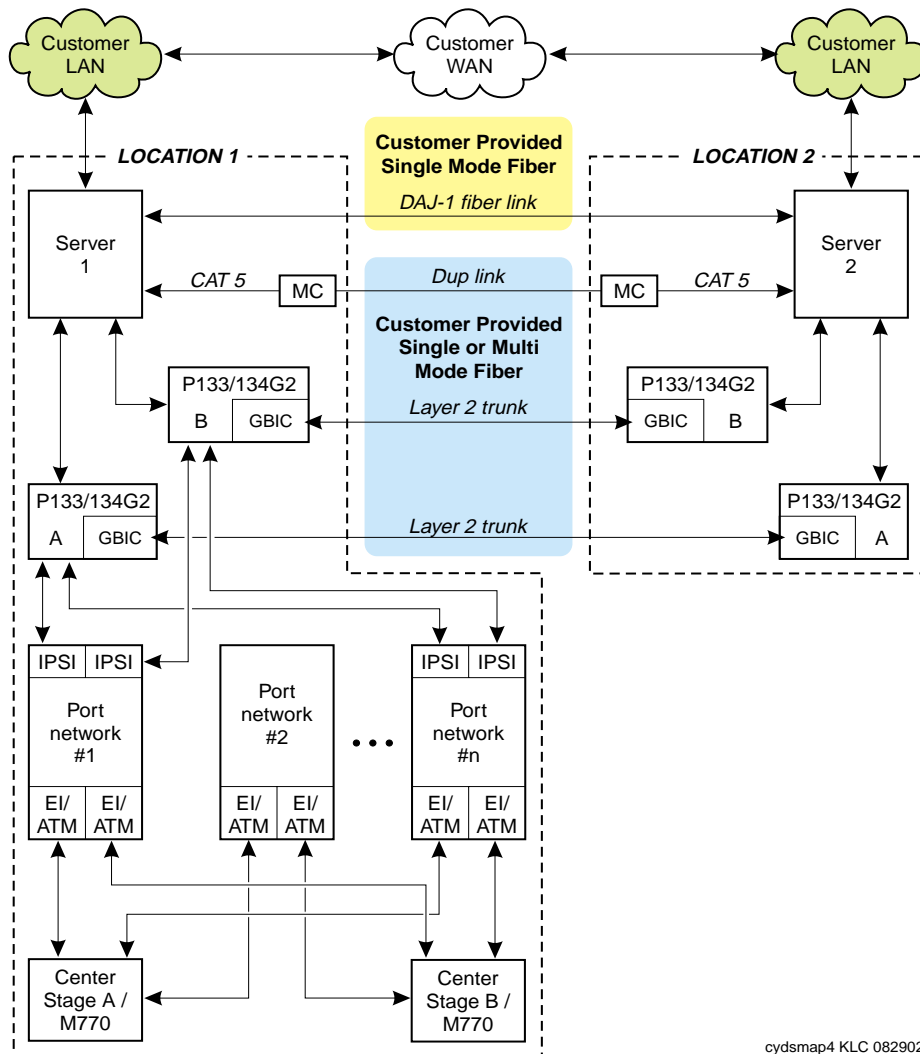 Customer
LAN
Customer
WAN
Customer
LAN
LOCATION 1
Customer Provided
Single Mode Fiber
LOCATION 2
DAJ-1 fiber link
Server
1
Server
2
CAT 5
MC
Dup link
MC
CAT 5
Customer Provided
Single or Multi
Mode Fiber
P133/134G2
B
GBIC
Layer 2 trunk
P133/134G2
GBIC
B
P133/134G2
A
GBIC
Layer 2 trunk
P133/134G2
GBIC
A
IPSI
IPSI
Port
network
#1
EI/
ATM
EI/
ATM
Port
network
#2
EI/
ATM
EI/
ATM
• • •
IPSI
IPSI
Port
network
#n
EI/
ATM
EI/
ATM
Center
Stage A /
M770
Center
Stage B /
M770
cydsmap4 KLC 082902